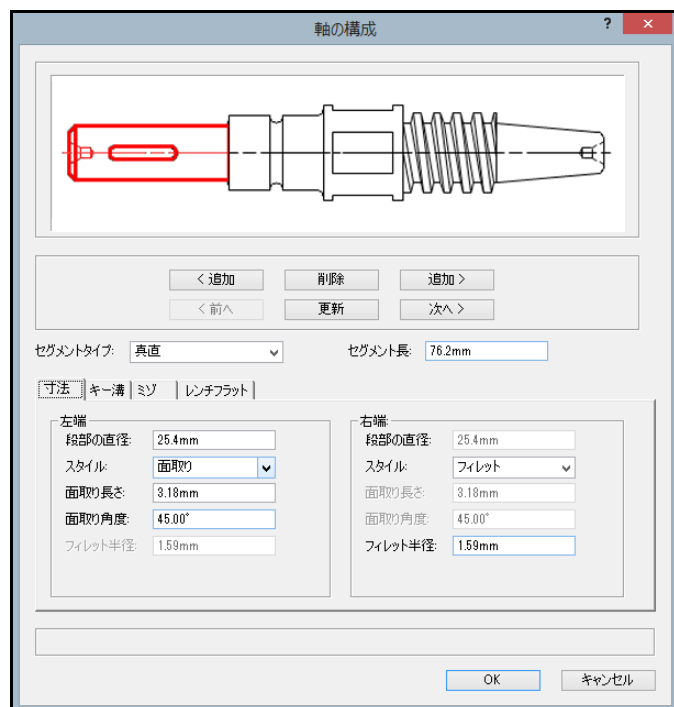 軸の構成 ?
< 追加 削除 追加 >
< 前へ 更新 次へ >
セグメントタイプ: 真直 セグメント長: 76.2mm
寸法 キー溝 ミゾ レンチフラット
左端
段部の直径: 25.4mm
スタイル: 面取り
面取り長さ: 3.18mm
面取り角度: 45.00°
フィレット半径: 1.59mm
右端:
段部の直径: 25.4mm
スタイル: フィレット
面取り長さ: 3.18mm
面取り角度: 45.00°
フィレット半径: 1.59mm
OK キャンセル